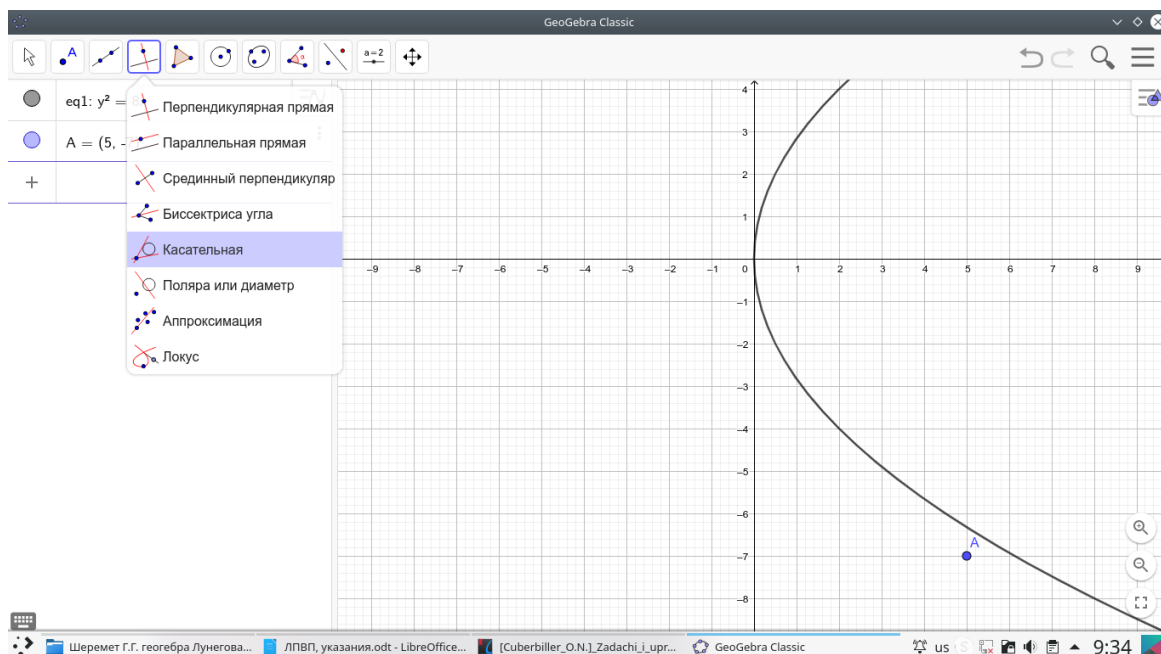 GeoGebra Classic
A
a=2
eq1: y² = 8
A = (5, -
+
Перпендикулярная прямая
Параллельная прямая
Срединный перпендикуляр
Биссектриса угла
Касательная
Поляра или диаметр
Аппроксимация
Локус
4
3
2
1
–9 –8 –7 –6 –5 –4 –3 –2 –1 0 1 2 3 4 5 6 7 8 9
–1
–2
–3
–4
–5
–6
A
–7
–8
Шеремет Г.Г. геогебра Лунегова... ЛПВП, указания.odt - LibreOffice... [Cuberbiller_O.N.]_Zadachi_i_upr... GeoGebra Classic us 9:34